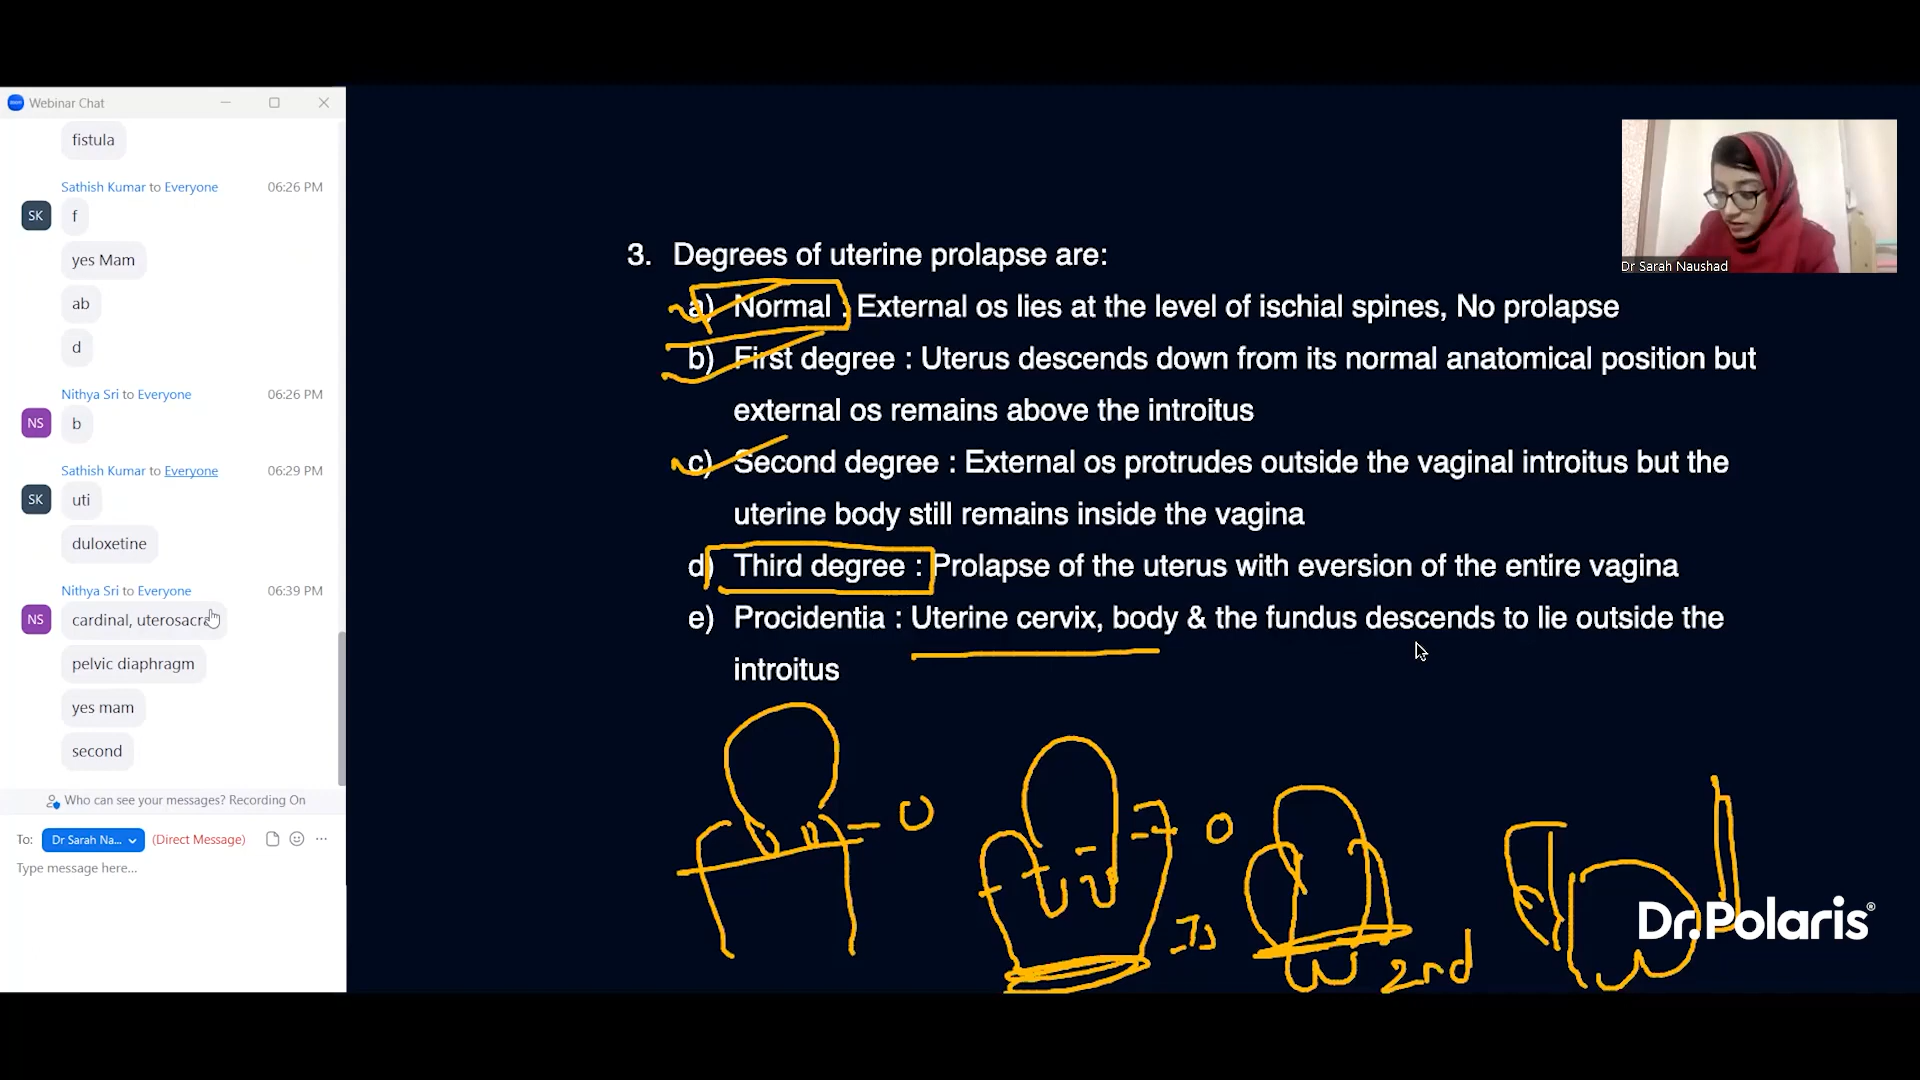 Webinar Chat
fistula
Sathish Kumar to Everyone 06:26 PM
SK
f
yes Mam
ab
d
Nithya Sri to Everyone 06:26 PM
NS
b
Sathish Kumar to Everyone 06:29 PM
SK
uti
duloxetine
Nithya Sri to Everyone 06:39 PM
NS
cardinal, uterosacra
pelvic diaphragm
yes mam
second
Who can see your messages? Recording On
To: Dr Sarah Na... (Direct Message)
Type message here...
Dr Sarah Naushad
3. Degrees of uterine prolapse are:
a) Normal : External os lies at the level of ischial spines, No prolapse
b) First degree : Uterus descends down from its normal anatomical position but
external os remains above the introitus
c) Second degree : External os protrudes outside the vaginal introitus but the
uterine body still remains inside the vagina
d) Third degree : Prolapse of the uterus with eversion of the entire vagina
e) Procidentia : Uterine cervix, body & the fundus descends to lie outside the
introitus
0
0
2nd
Dr.Polaris®